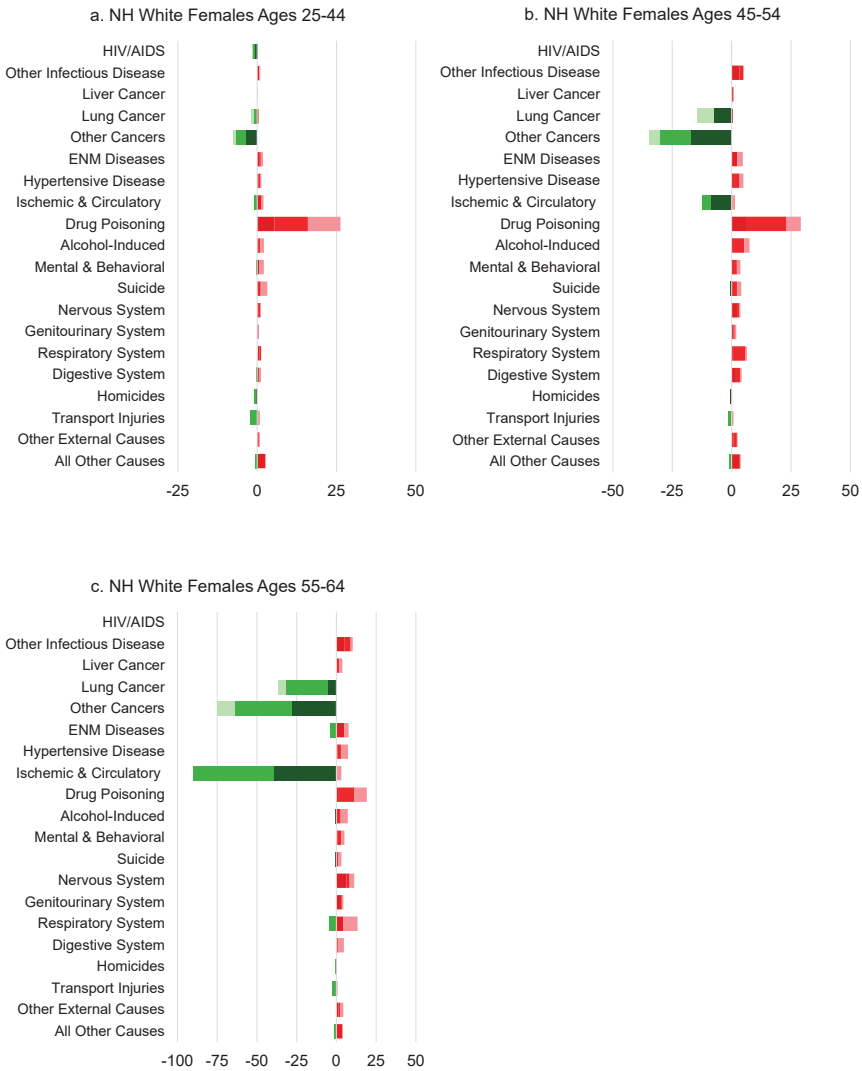 a. NH White Females Ages 25-44
HIV/AIDS
Other Infectious Disease
Liver Cancer
Lung Cancer
Other Cancers
ENM Diseases
Hypertensive Disease
Ischemic & Circulatory
Drug Poisoning
Alcohol-Induced
Mental & Behavioral
Suicide
Nervous System
Genitourinary System
Respiratory System
Digestive System
Homicides
Transport Injuries
Other External Causes
All Other Causes
-25 0 25 50
b. NH White Females Ages 45-54
HIV/AIDS
Other Infectious Disease
Liver Cancer
Lung Cancer
Other Cancers
ENM Diseases
Hypertensive Disease
Ischemic & Circulatory
Drug Poisoning
Alcohol-Induced
Mental & Behavioral
Suicide
Nervous System
Genitourinary System
Respiratory System
Digestive System
Homicides
Transport Injuries
Other External Causes
All Other Causes
-50 -25 0 25 50
c. NH White Females Ages 55-64
HIV/AIDS
Other Infectious Disease
Liver Cancer
Lung Cancer
Other Cancers
ENM Diseases
Hypertensive Disease
Ischemic & Circulatory
Drug Poisoning
Alcohol-Induced
Mental & Behavioral
Suicide
Nervous System
Genitourinary System
Respiratory System
Digestive System
Homicides
Transport Injuries
Other External Causes
All Other Causes
-100 -75 -50 -25 0 25 50